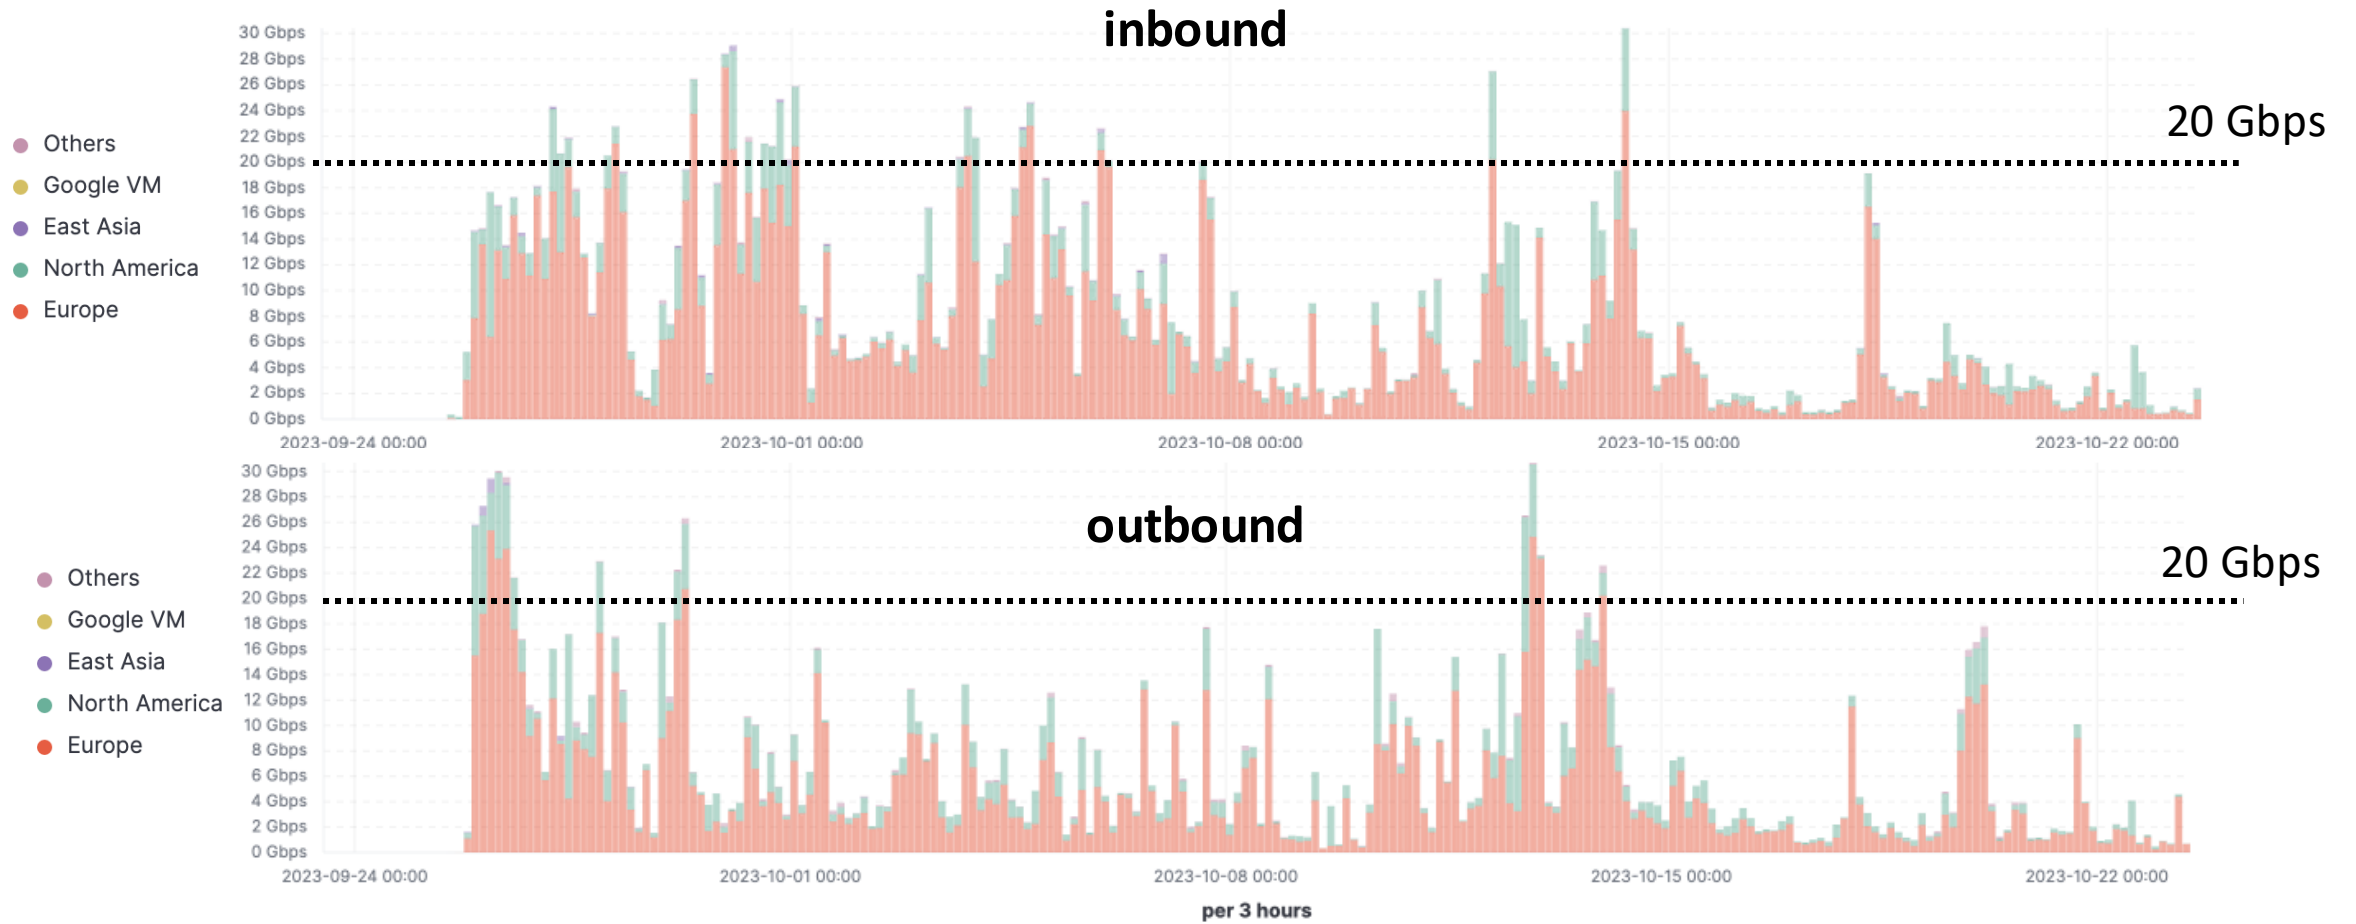 inbound
30 Gbps
28 Gbps
26 Gbps
24 Gbps
22 Gbps
20 Gbps
18 Gbps
16 Gbps
14 Gbps
12 Gbps
10 Gbps
8 Gbps
6 Gbps
4 Gbps
2 Gbps
0 Gbps
20 Gbps
Others
Google VM
East Asia
North America
Europe
2023-09-24 00:00
2023-10-01 00:00
2023-10-08 00:00
2023-10-15 00:00
2023-10-22 00:00
outbound
30 Gbps
28 Gbps
26 Gbps
24 Gbps
22 Gbps
20 Gbps
18 Gbps
16 Gbps
14 Gbps
12 Gbps
10 Gbps
8 Gbps
6 Gbps
4 Gbps
2 Gbps
0 Gbps
20 Gbps
Others
Google VM
East Asia
North America
Europe
2023-09-24 00:00
2023-10-01 00:00
2023-10-08 00:00
2023-10-15 00:00
2023-10-22 00:00
per 3 hours